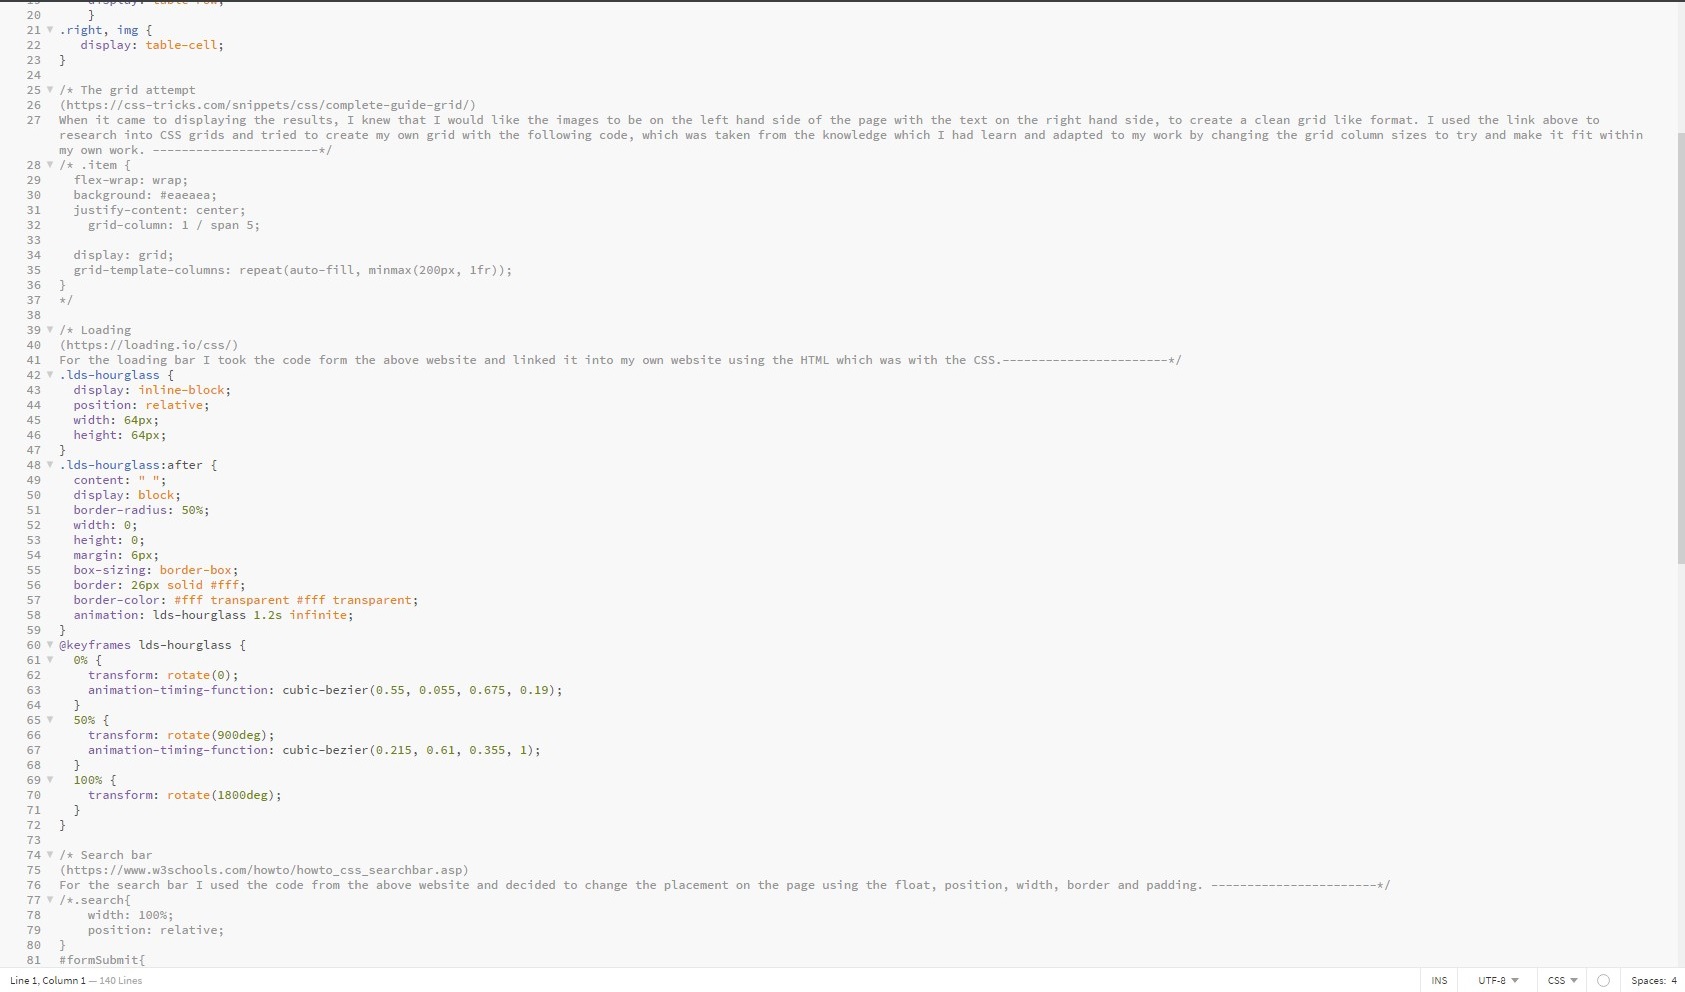 19 display: table-row;
20 }
21 .right, img {
22 display: table-cell;
23 }
24
25 /* The grid attempt
26 (https://css-tricks.com/snippets/css/complete-guide-grid/)
27 When it came to displaying the results, I knew that I would like the images to be on the left hand side of the page with the text on the right hand side, to create a clean grid like format. I used the link above to
research into CSS grids and tried to create my own grid with the following code, which was taken from the knowledge which I had learn and adapted to my work by changing the grid column sizes to try and make it fit within
my own work. -----------------------*/
28 /* .item {
29 flex-wrap: wrap;
30 background: #eaeaea;
31 justify-content: center;
32 grid-column: 1 / span 5;
33
34 display: grid;
35 grid-template-columns: repeat(auto-fill, minmax(200px, 1fr));
36 }
37 */
38
39 /* Loading
40 (https://loading.io/css/)
41 For the loading bar I took the code form the above website and linked it into my own website using the HTML which was with the CSS.-----------------------*/
42 .lds-hourglass {
43 display: inline-block;
44 position: relative;
45 width: 64px;
46 height: 64px;
47 }
48 .lds-hourglass:after {
49 content: " ";
50 display: block;
51 border-radius: 50%;
52 width: 0;
53 height: 0;
54 margin: 6px;
55 box-sizing: border-box;
56 border: 26px solid #fff;
57 border-color: #fff transparent #fff transparent;
58 animation: lds-hourglass 1.2s infinite;
59 }
60 @keyframes lds-hourglass {
61 0% {
62 transform: rotate(0);
63 animation-timing-function: cubic-bezier(0.55, 0.055, 0.675, 0.19);
64 }
65 50% {
66 transform: rotate(900deg);
67 animation-timing-function: cubic-bezier(0.215, 0.61, 0.355, 1);
68 }
69 100% {
70 transform: rotate(1800deg);
71 }
72 }
73
74 /* Search bar
75 (https://www.w3schools.com/howto/howto_css_searchbar.asp)
76 For the search bar I used the code from the above website and decided to change the placement on the page using the float, position, width, border and padding. -----------------------*/
77 /*.search{
78 width: 100%;
79 position: relative;
80 }
81 #formSubmit{
Line 1, Column 1 — 140 Lines INS UTF-8 CSS Spaces: 4